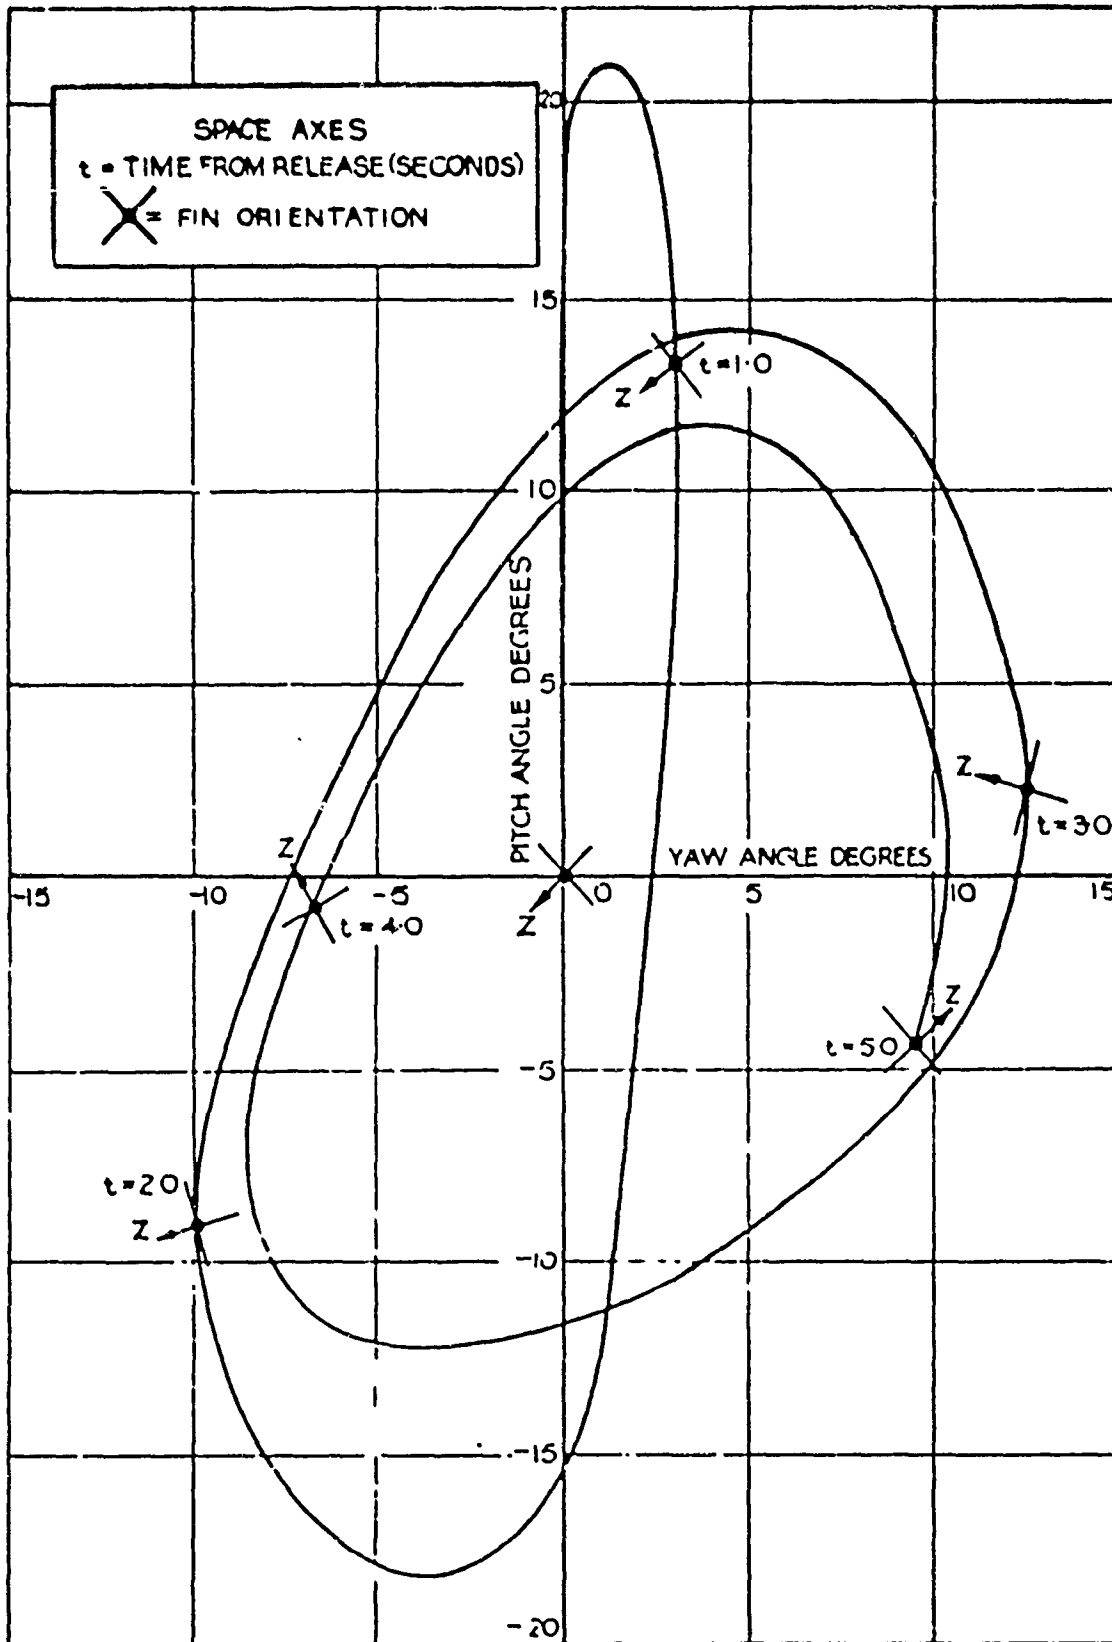 SPACE AXES
t = TIME FROM RELEASE (SECONDS)
= FIN ORIENTATION
20
15
t=1·0
Z
10
PITCH ANGLE DEGREES
5
Z
t=3·0
Z
YAW ANGLE DEGREES
-15
-10
-5
0
5
10
15
Z
t=4·0
Z
t=5·0
-5
t=2·0
Z
-10
-15
-20